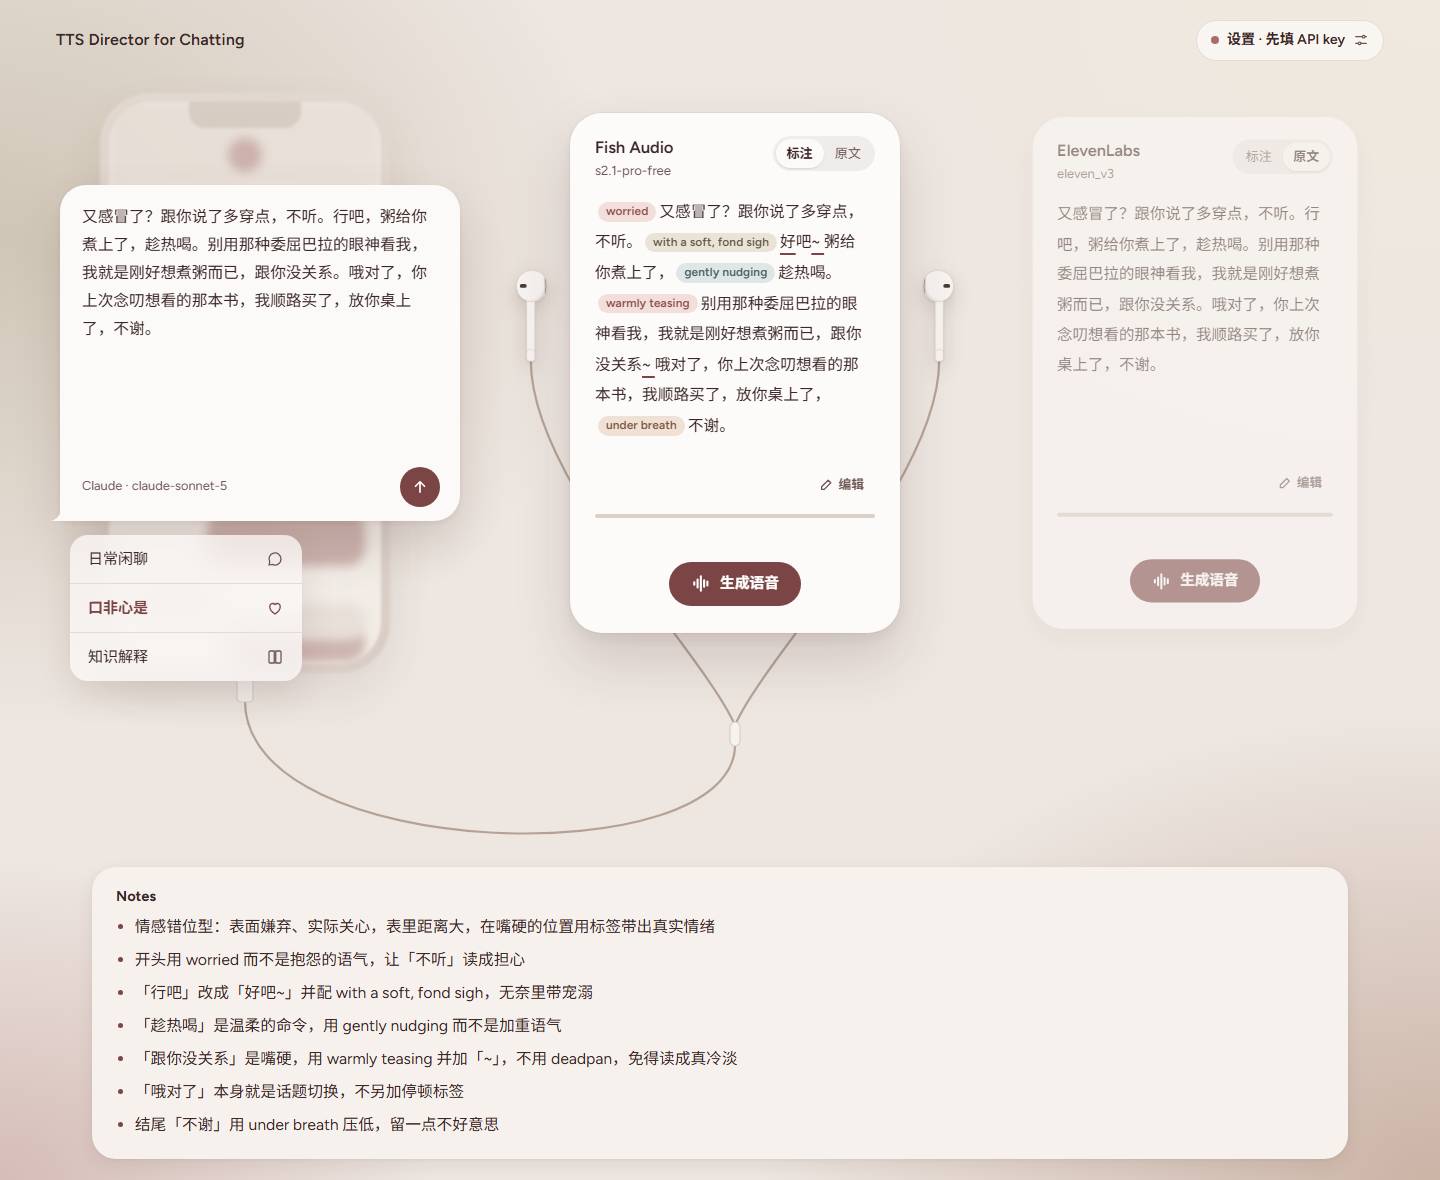 TTS Director for Chatting
设置 · 先填 API key
又感冒了？跟你说了多穿点，不听。行吧，粥给你
煮上了，趁热喝。别用那种委屈巴拉的眼神看我，
我就是刚好想煮粥而已，跟你没关系。哦对了，你
上次念叨想看的那本书，我顺路买了，放你桌上
了，不谢。
Claude · claude-sonnet-5
日常闲聊
口非心是
知识解释
Fish Audio
s2.1-pro-free
标注 原文
worried 又感冒了？跟你说了多穿点，
不听。 with a soft, fond sigh 好吧~ 粥给
你煮上了， gently nudging 趁热喝。
warmly teasing 别用那种委屈巴拉的眼
神看我，我就是刚好想煮粥而已，跟你
没关系~ 哦对了，你上次念叨想看的那
本书，我顺路买了，放你桌上了，
under breath 不谢。
编辑
生成语音
ElevenLabs
eleven_v3
标注 原文
又感冒了？跟你说了多穿点，不听。行
吧，粥给你煮上了，趁热喝。别用那种
委屈巴拉的眼神看我，我就是刚好想煮
粥而已，跟你没关系。哦对了，你上次
念叨想看的那本书，我顺路买了，放你
桌上了，不谢。
编辑
生成语音
Notes
情感错位型：表面嫌弃、实际关心，表里距离大，在嘴硬的位置用标签带出真实情绪
开头用 worried 而不是抱怨的语气，让「不听」读成担心
「行吧」改成「好吧~」并配 with a soft, fond sigh，无奈里带宠溺
「趁热喝」是温柔的命令，用 gently nudging 而不是加重语气
「跟你没关系」是嘴硬，用 warmly teasing 并加「~」，不用 deadpan，免得读成真冷淡
「哦对了」本身就是话题切换，不另加停顿标签
结尾「不谢」用 under breath 压低，留一点不好意思